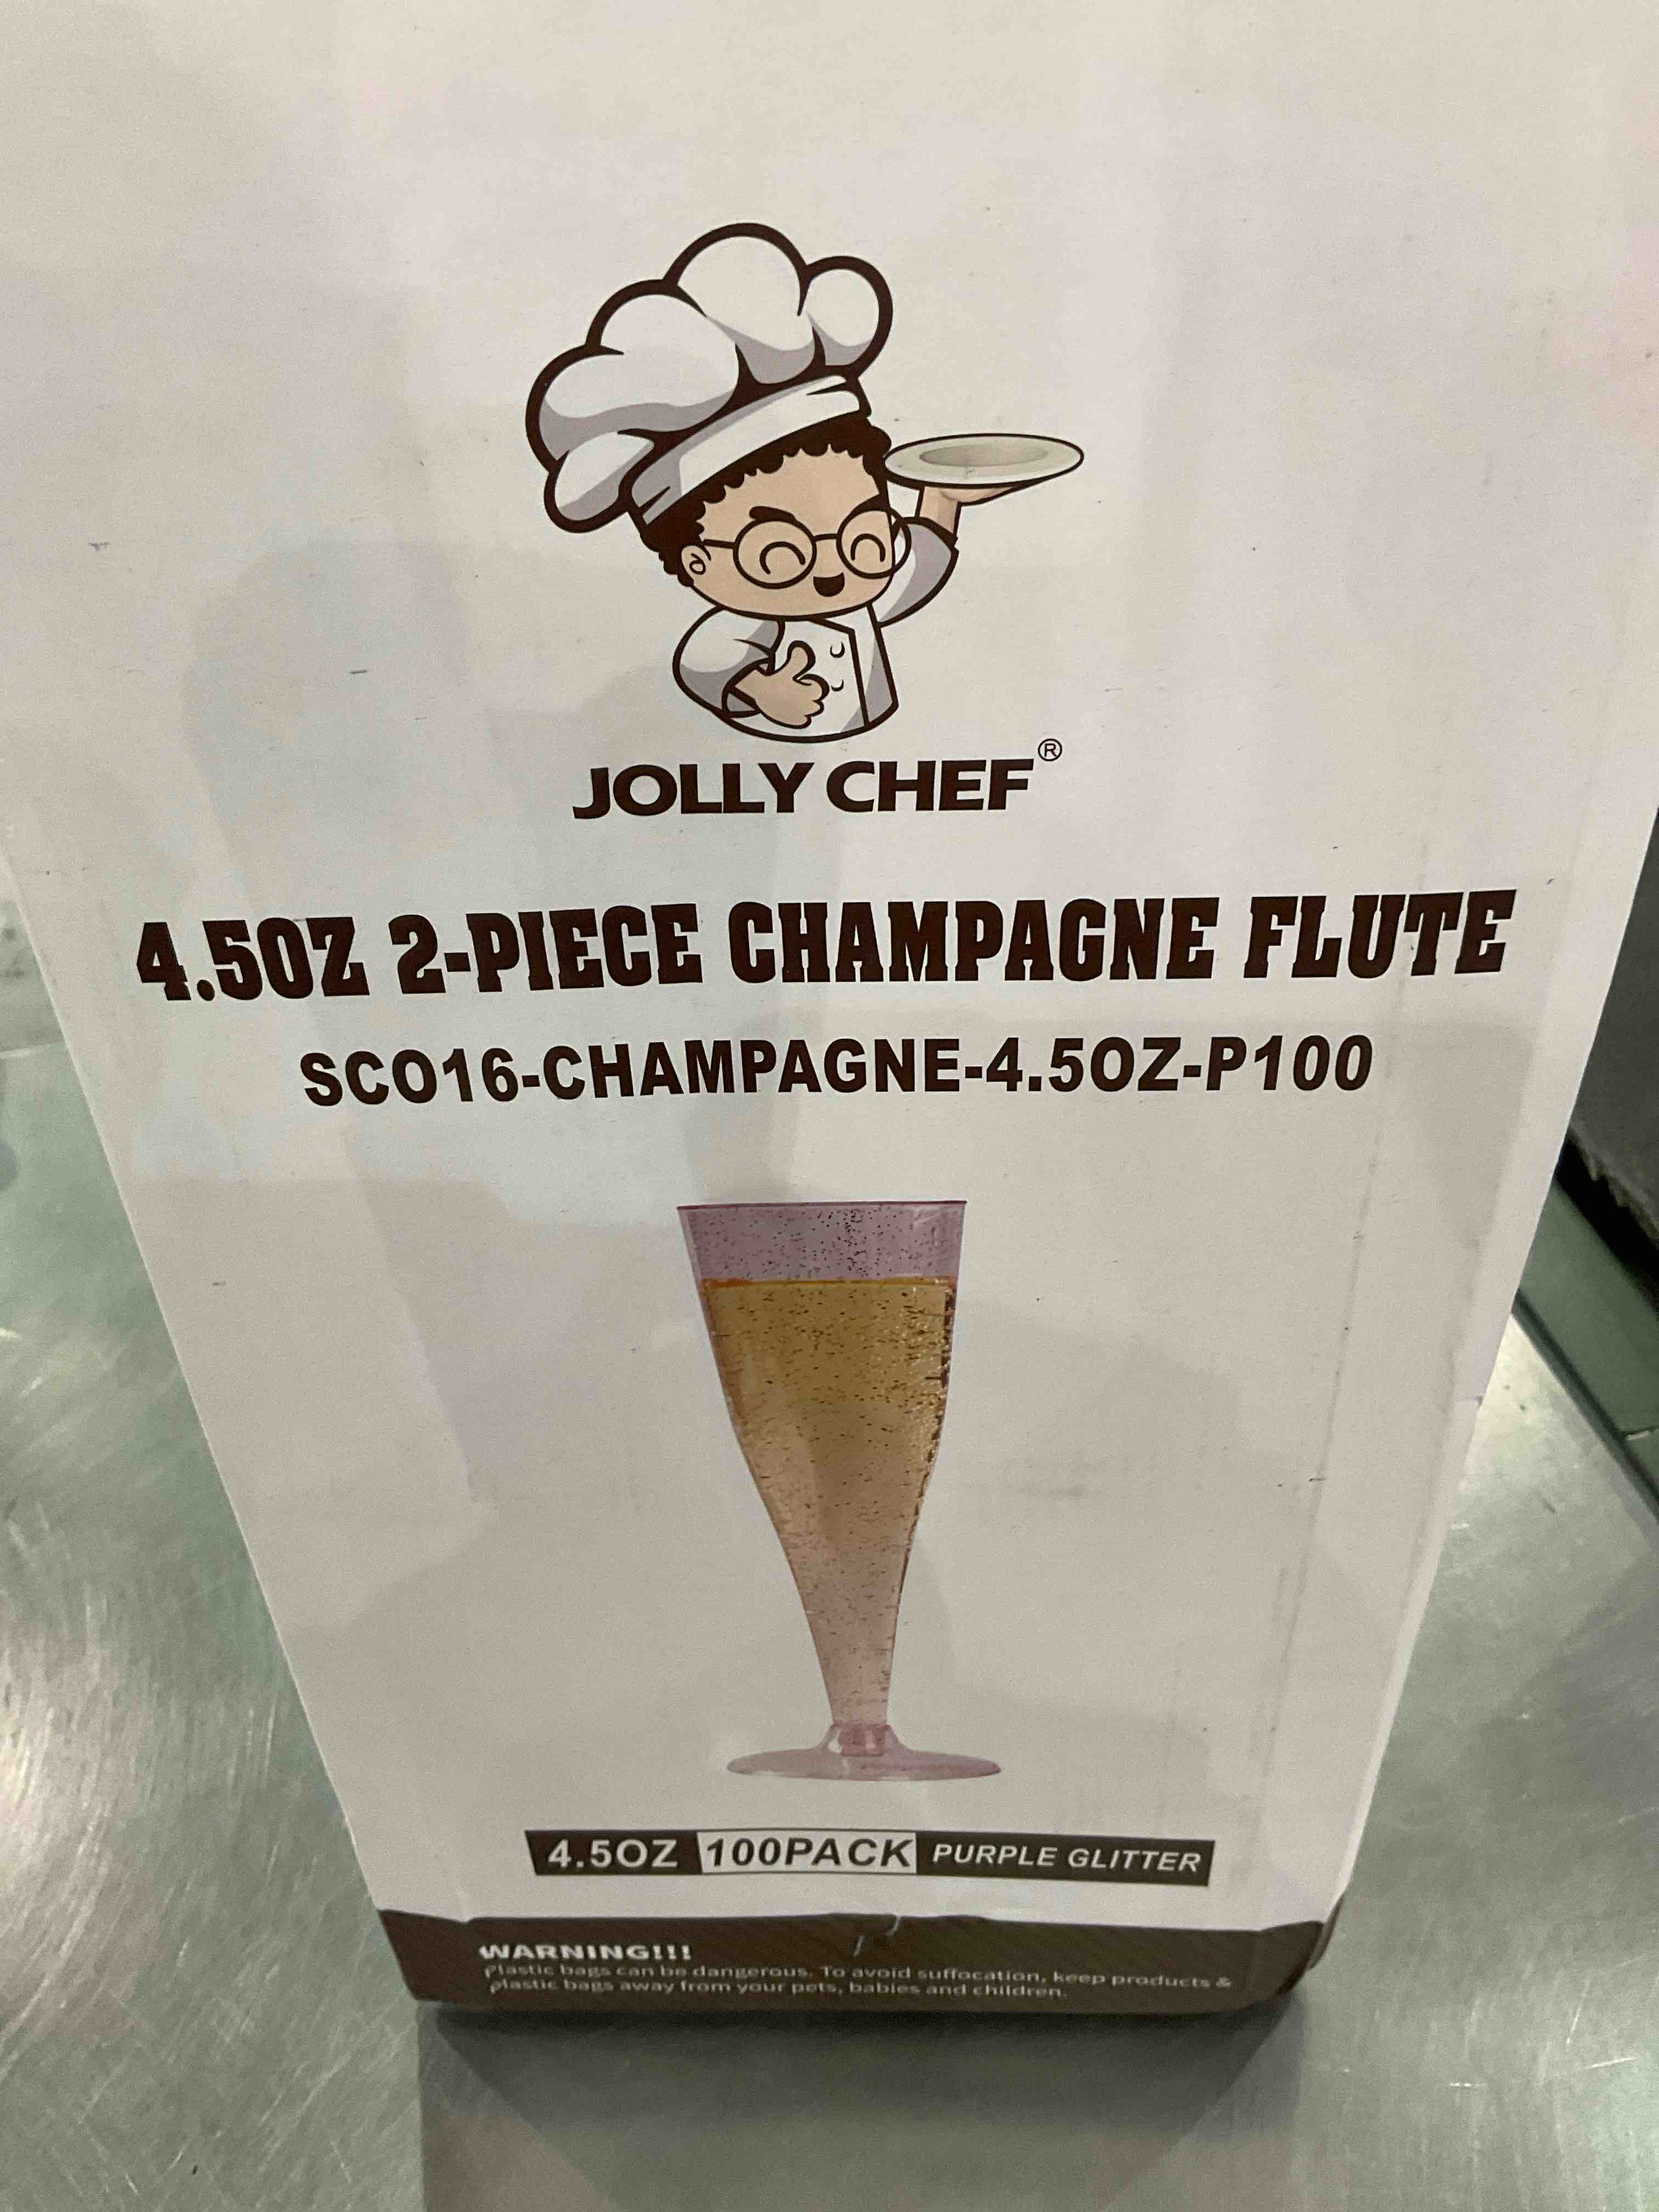 JOLLY CHEF®
4.5OZ 2-PIECE CHAMPAGNE FLUTE
SCO16-CHAMPAGNE-4.5OZ-P100
4.5OZ 100PACK PURPLE GLITTER
WARNING!!!
Plastic bags can be dangerous. To avoid suffocation, keep products &
plastic bags away from your pets, babies and children.